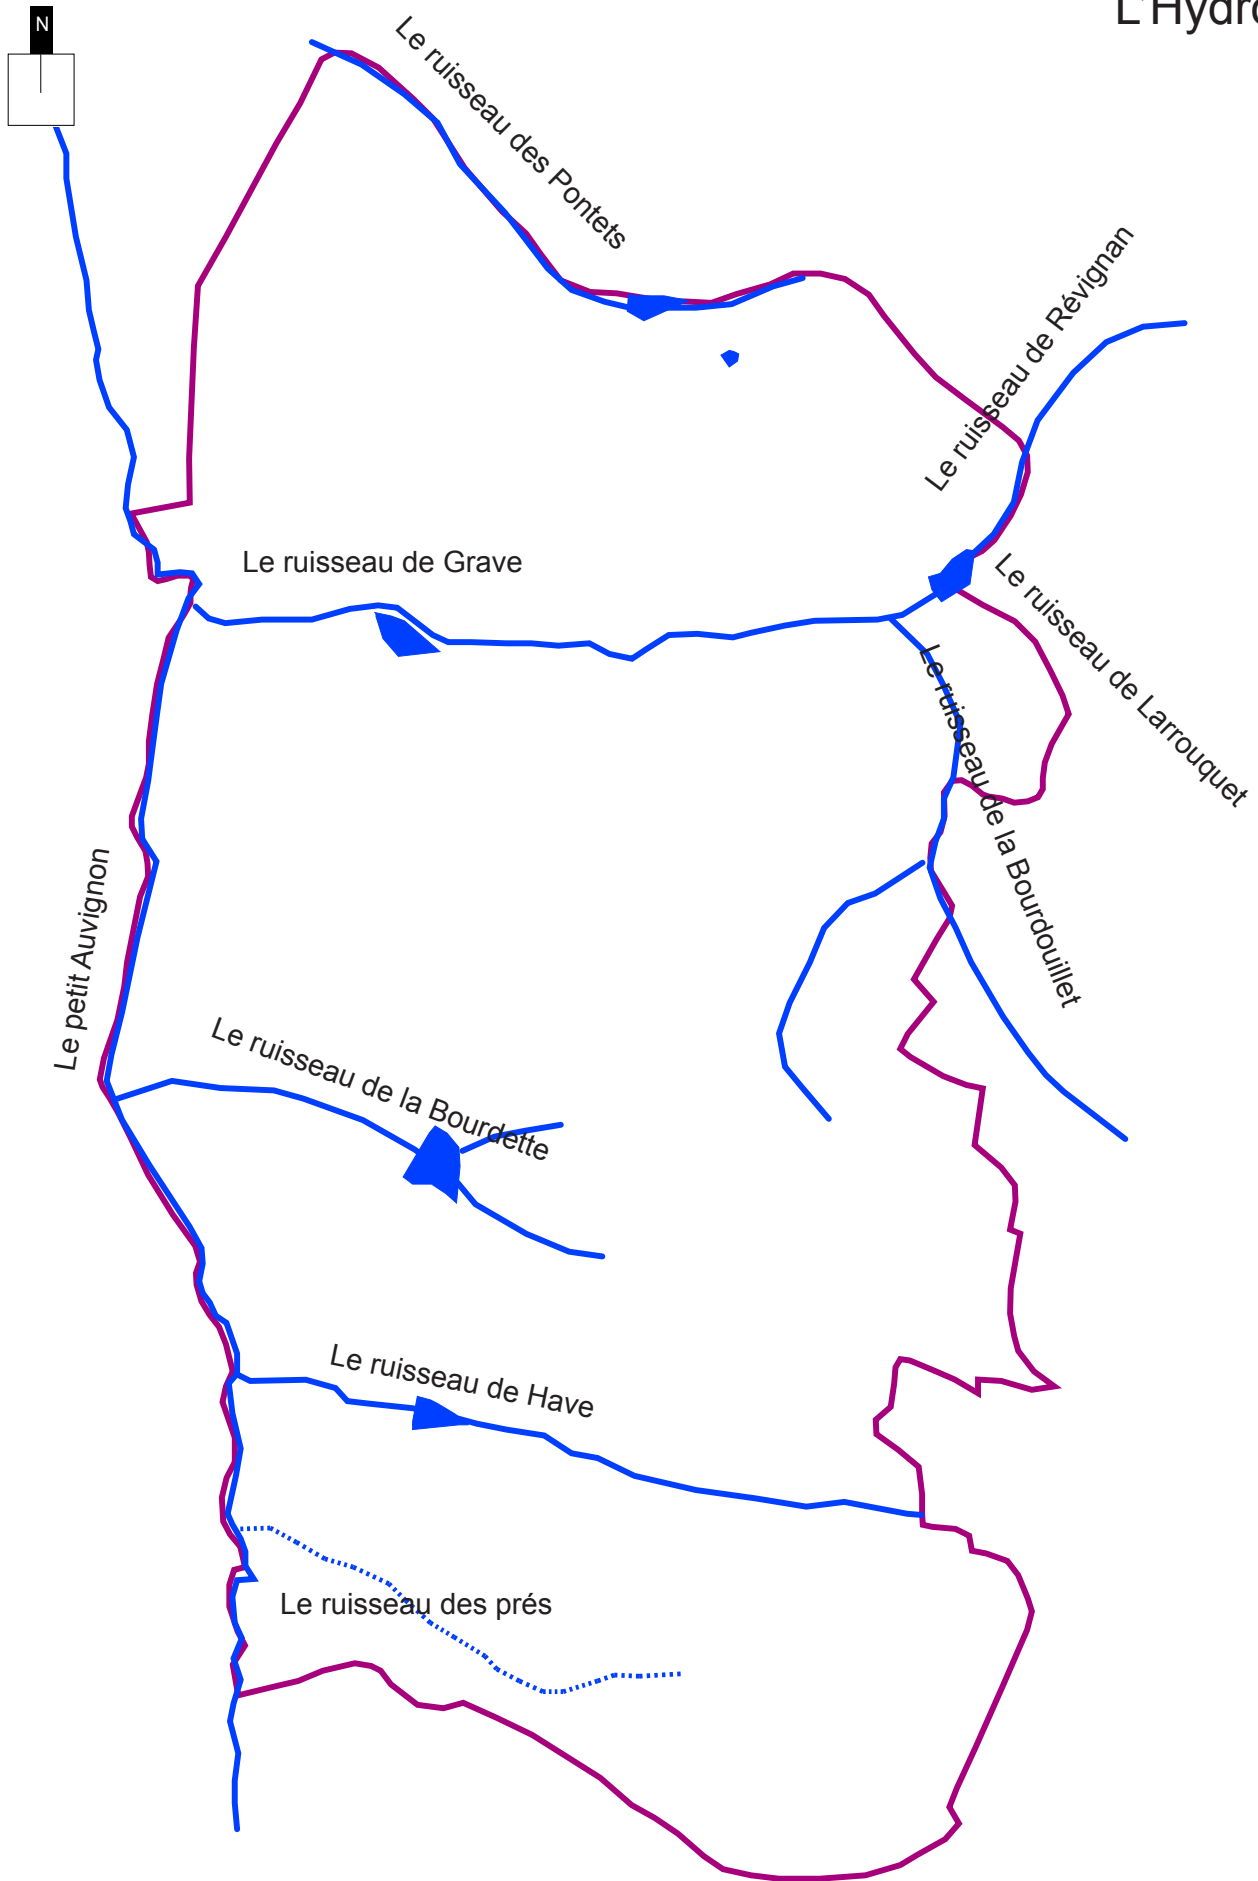 L'Hydro
N
Le ruisseau des Pontets
Le ruisseau de Révignan
Le ruisseau de Grave
Le ruisseau de Larrouquet
Le ruisseau de la Bourdouillet
Le petit Auvignon
Le ruisseau de la Bourdette
Le ruisseau de Have
Le ruisseau des prés